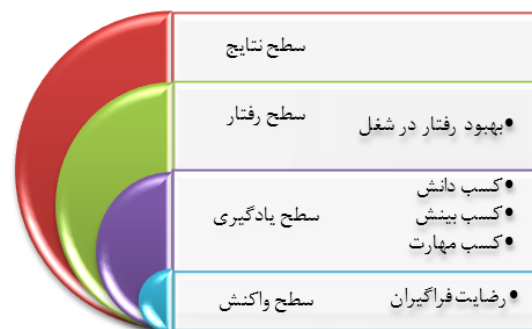 سطح نتایج
سطح رفتار
•بهبود رفتار در شغل
سطح یادگیری
•کسب دانش
•کسب بینش
•کسب مهارت
سطح واکنش
•رضایت فراگیران